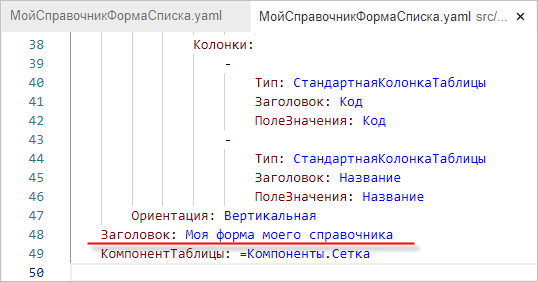 МойСправочникФормаСписка.yaml
МойСправочникФормаСписка.yaml src/... ×
38 Колонки:
39 -
40 Тип: СтандартнаяКолонкаТаблицы
41 Заголовок: Код
42 ПолеЗначения: Код
43 -
44 Тип: СтандартнаяКолонкаТаблицы
45 Заголовок: Название
46 ПолеЗначения: Название
47 Ориентация: Вертикальная
48 Заголовок: Моя форма моего справочника
49 КомпонентТаблицы: =Компоненты.Сетка
50